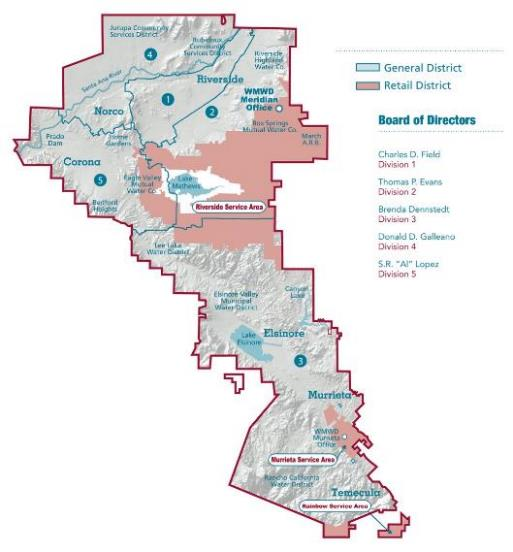 Jurupa Community
Services District
4
Rubidoux
Community
Services District
Riverside
Highland
Water Co.
Santa Ana River
Riverside
1
WMWD
Meridian
Office
Norco
2
Home
Gardens
Box Springs
Mutual Water Co.
March
A.R.B.
Prado
Dam
Corona
5
Eagle Valley
Mutual
Water Co.
Lake
Mathews
Bedford
Heights
Riverside Service Area
Lee Lake
Water District
Elsinore Valley
Municipal
Water District
Canyon
Lake
Lake
Elsinore
Elsinore
3
Murrieta
WMWD
Murrieta
Office
Murrieta Service Area
Rancho California
Water District
Temecula
Rainbow Service Area
General District
Retail District
Board of Directors
Charles D. Field
Division 1
Thomas P. Evans
Division 2
Brenda Dennstedt
Division 3
Donald D. Galleano
Division 4
S.R. "Al" Lopez
Division 5